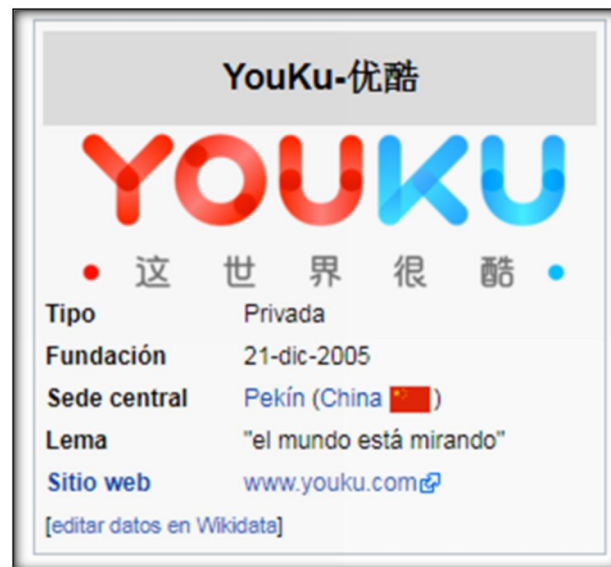 YouKu-优酷
YOUKU
这世界很酷
Tipo Privada
Fundación 21-dic-2005
Sede central Pekín (China )
Lema "el mundo está mirando"
Sitio web www.youku.com
[editar datos en Wikidata]